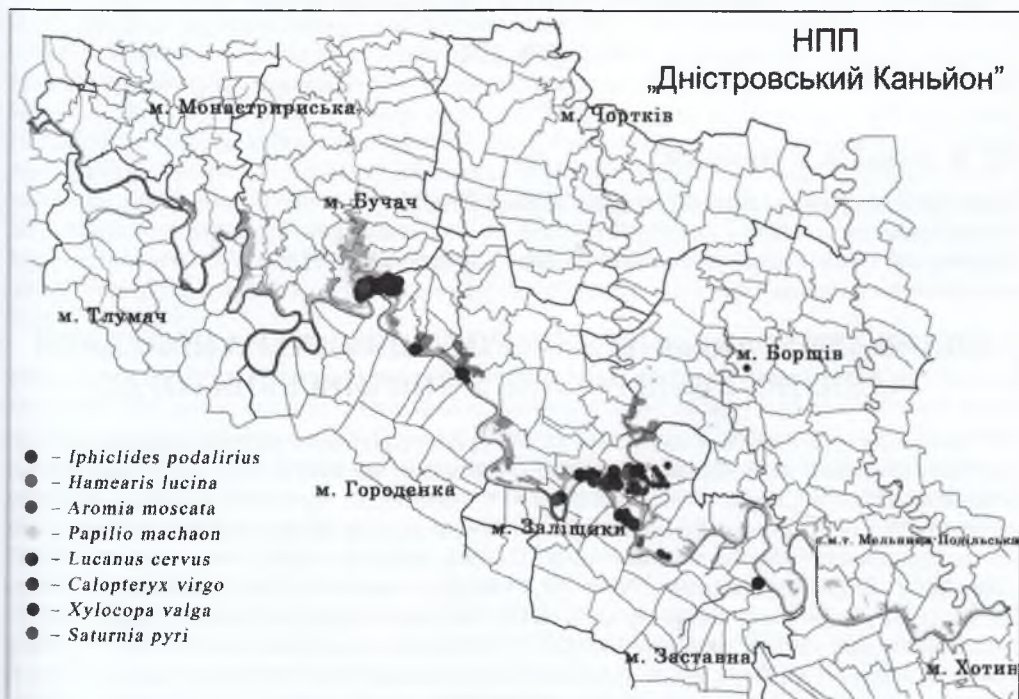 НПП
„Дністровський Каньйон”
м. Монастririська
м. Чортків
м. Бучач
м. Тлумач
м. Борщів
м. Городенка
м. Заліщики
с.м.т. Мельниця-Подільська
м. Заставна
м. Хотин
– Iphiclides podalirius
– Hamearis lucina
– Aromia moscata
– Papilio machaon
– Lucanus cervus
– Calopteryx virgo
– Xylocopa valga
– Saturnia pyri